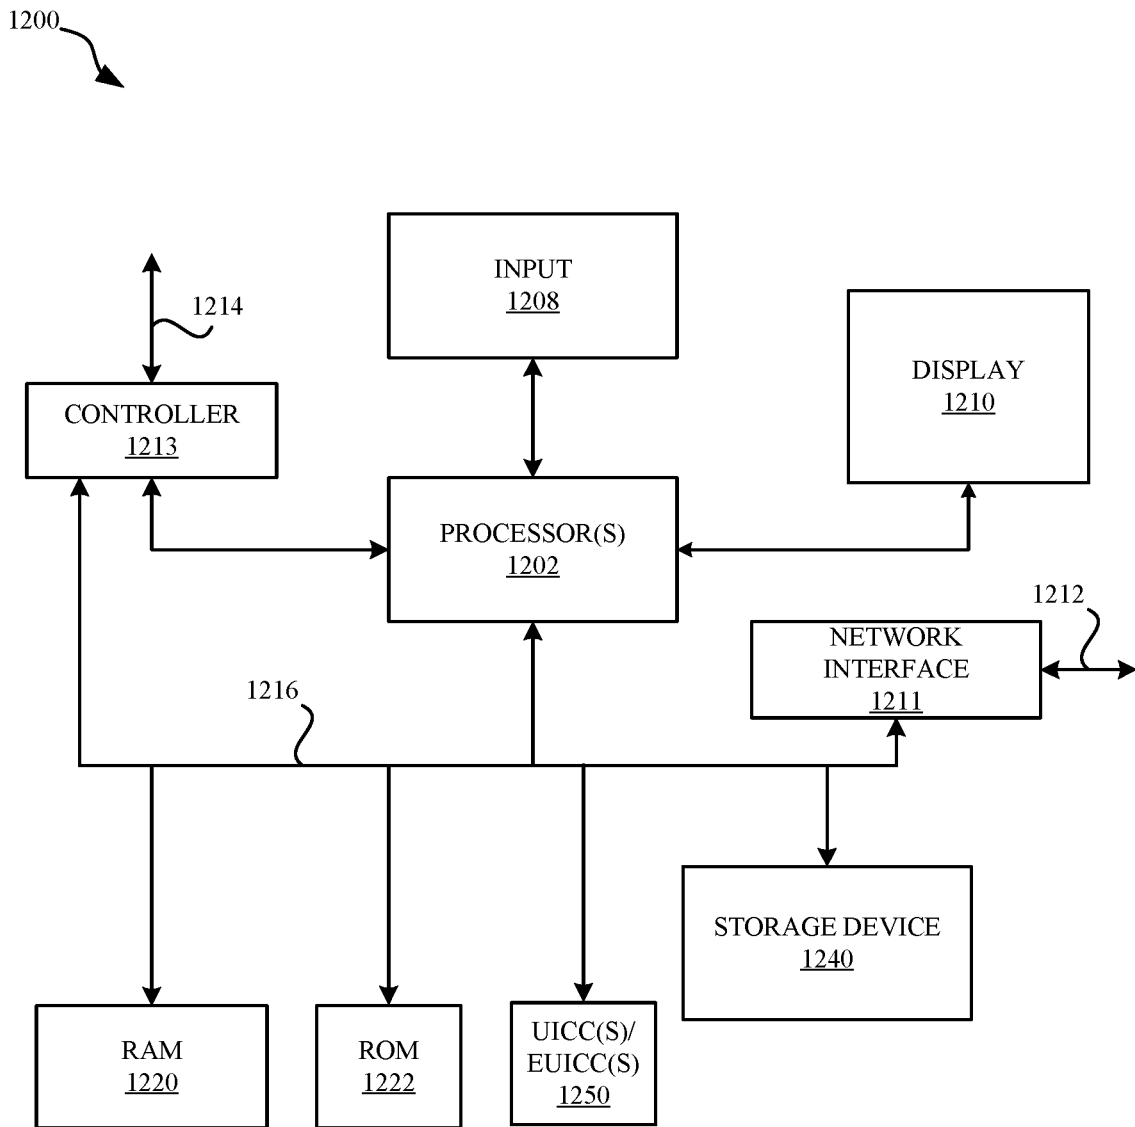 1200
INPUT
1208
1214
DISPLAY
1210
CONTROLLER
1213
PROCESSOR(S)
1202
1212
NETWORK
INTERFACE
1211
1216
STORAGE DEVICE
1240
RAM
1220
ROM
1222
UICC(S)/
EUICC(S)
1250